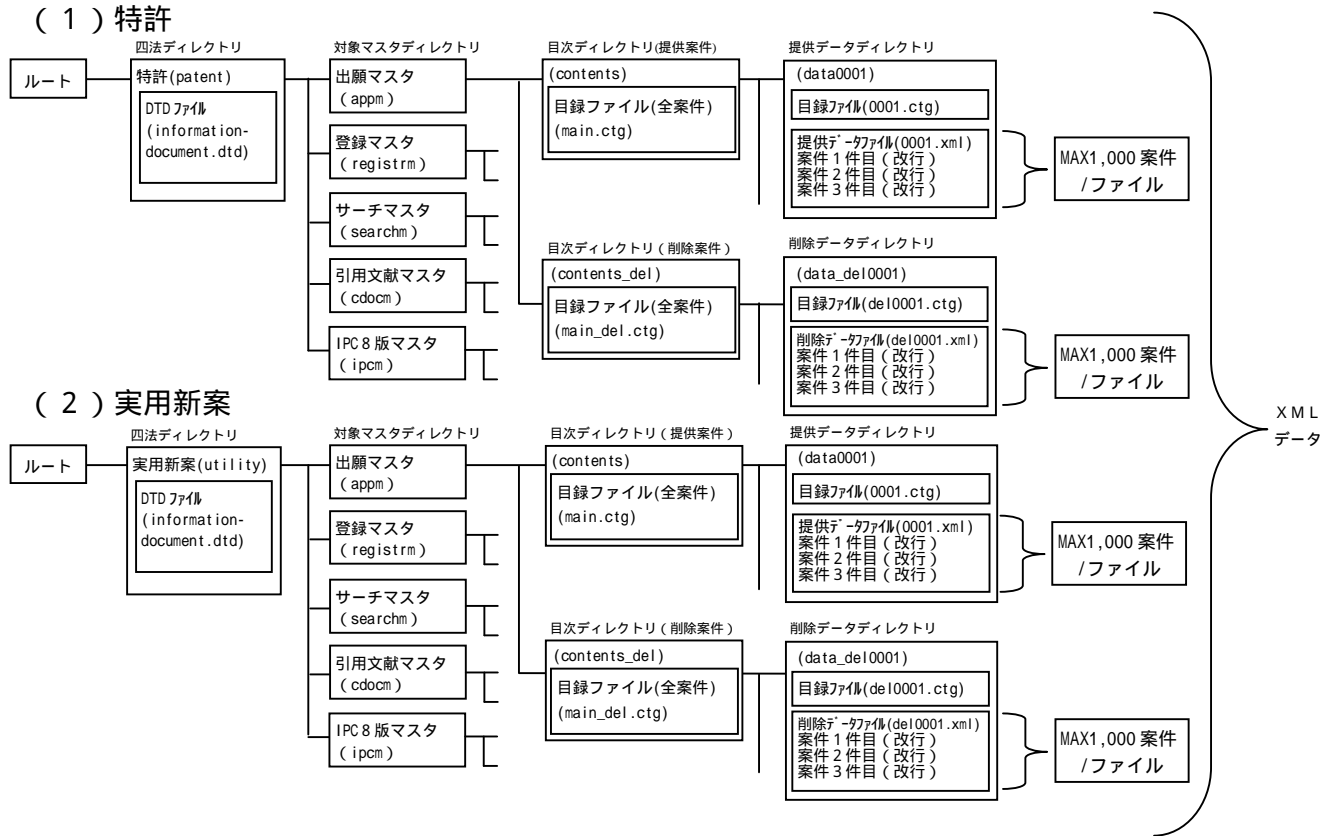 （１）特許
四法ディレクトリ
対象マスタディレクトリ
目次ディレクトリ(提供案件)
提供データディレクトリ
ルート
特許(patent)
DTDファイル
(information-
document.dtd)
出願マスタ
（appm）
登録マスタ
（registrm）
サーチマスタ
（searchm）
引用文献マスタ
（cdocm）
IPC８版マスタ
（ipcm）
(contents)
目録ファイル(全案件)
(main.ctg)
(data0001)
目録ファイル(0001.ctg)
提供データファイル(0001.xml)
案件１件目（改行）
案件２件目（改行）
案件３件目（改行）
MAX1,000案件
/ファイル
目次ディレクトリ（削除案件）
削除データディレクトリ
(contents_del)
目録ファイル(全案件)
(main_del.ctg)
(data_del0001)
目録ファイル(del0001.ctg)
削除データファイル(del0001.xml)
案件１件目（改行）
案件２件目（改行）
案件３件目（改行）
MAX1,000案件
/ファイル
（２）実用新案
四法ディレクトリ
対象マスタディレクトリ
目次ディレクトリ（提供案件）
提供データディレクトリ
ルート
実用新案(utility)
DTDファイル
(information-
document.dtd)
出願マスタ
（appm）
登録マスタ
（registrm）
サーチマスタ
（searchm）
引用文献マスタ
（cdocm）
IPC８版マスタ
（ipcm）
(contents)
目録ファイル(全案件)
(main.ctg)
(data0001)
目録ファイル(0001.ctg)
提供データファイル(0001.xml)
案件１件目（改行）
案件２件目（改行）
案件３件目（改行）
MAX1,000案件
/ファイル
目次ディレクトリ（削除案件）
削除データディレクトリ
(contents_del)
目録ファイル(全案件)
(main_del.ctg)
(data_del0001)
目録ファイル(del0001.ctg)
削除データファイル(del0001.xml)
案件１件目（改行）
案件２件目（改行）
案件３件目（改行）
MAX1,000案件
/ファイル
ＸＭＬ
データ